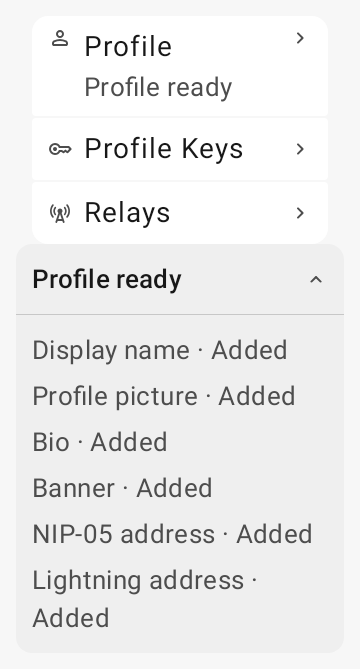 Profile
Profile ready
Profile Keys
Relays
Profile ready
Display name · Added
Profile picture · Added
Bio · Added
Banner · Added
NIP-05 address · Added
Lightning address ·
Added